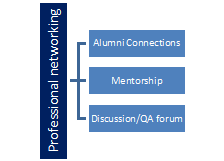 Professional networking
Alumni Connections
Mentorship
Discussion/QA forum